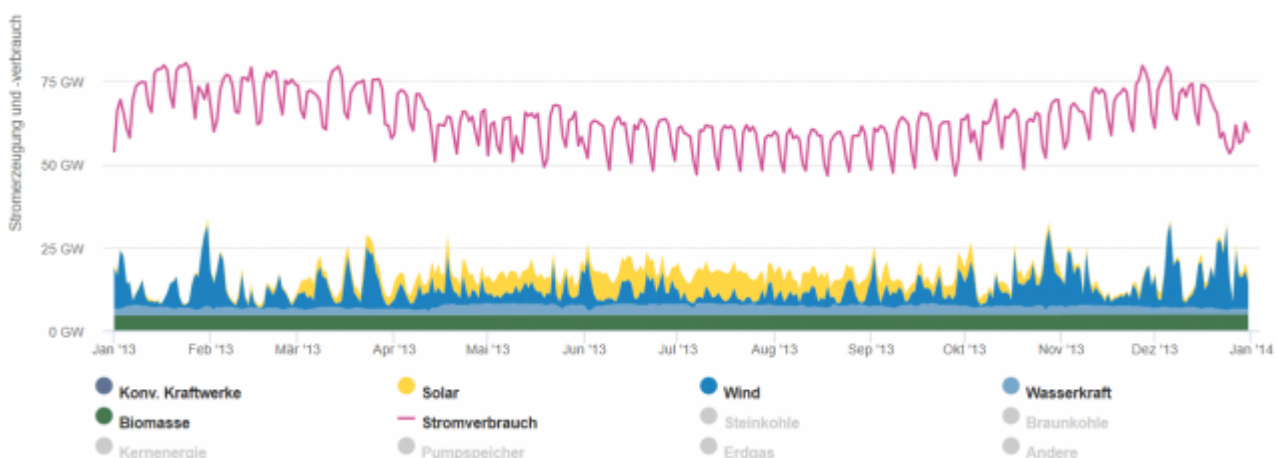 Stromerzeugung und -verbrauch
75 GW
50 GW
25 GW
0 GW
Jan '13 Feb '13 Mär '13 Apr '13 Mai '13 Jun '13 Jul '13 Aug '13 Sep '13 Okt '13 Nov '13 Dez '13 Jan '14
Konv. Kraftwerke Solar Wind Wasserkraft
Biomasse Stromverbrauch Steinkohle Braunkohle
Kernenergie Pumpspeicher Erdgas Andere